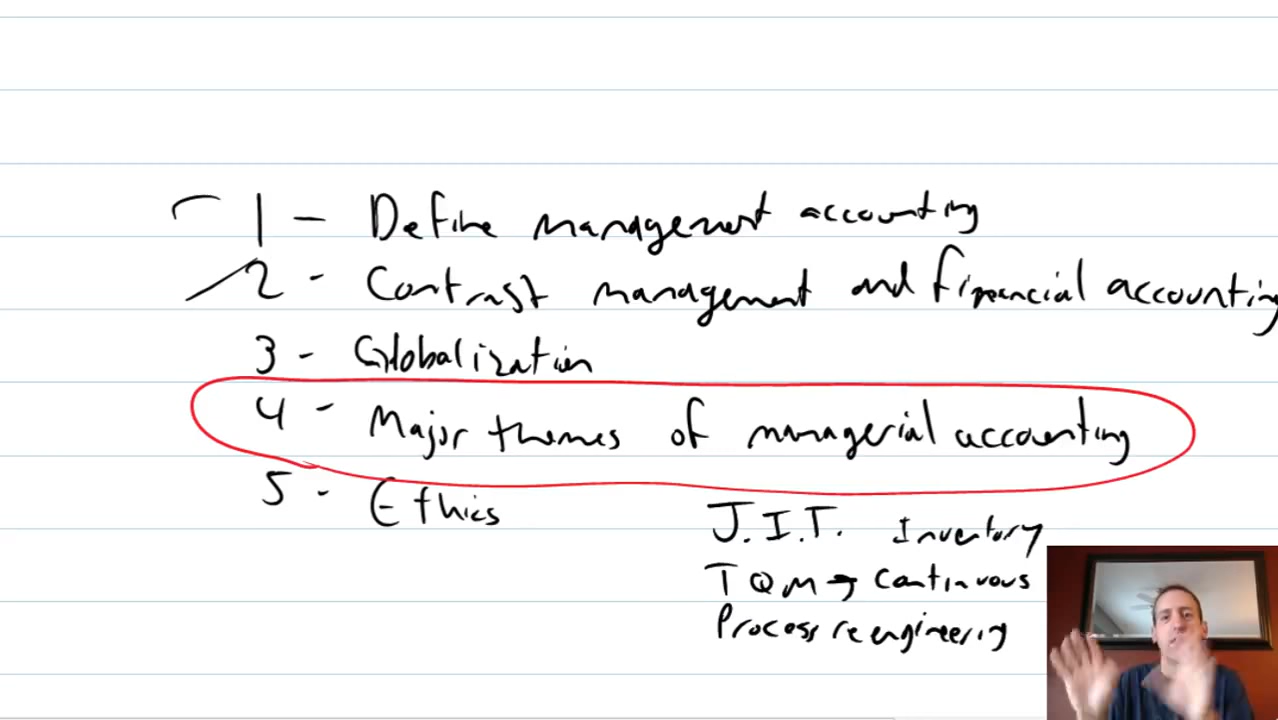 1 - Define management accounting
2 - Contrast management and financial accounting
3 - Globalization
4 - Major themes of managerial accounting
5 - Ethics
J.I.T. Inventory
TQM → Continuous
Process reengineering